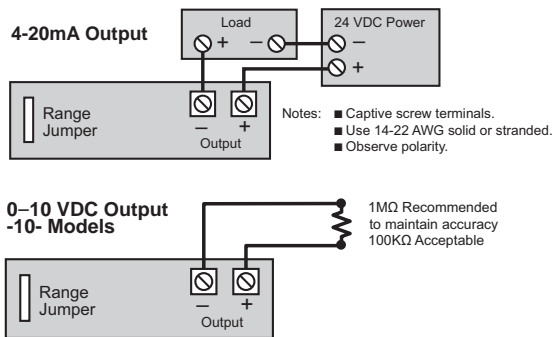 4-20mA Output
Load
+ –
24 VDC Power
–
+
Range
Jumper
– +
Output
Notes: ■ Captive screw terminals.
■ Use 14-22 AWG solid or stranded.
■ Observe polarity.
0–10 VDC Output
-10- Models
1MΩ Recommended
to maintain accuracy
100KΩ Acceptable
Range
Jumper
– +
Output